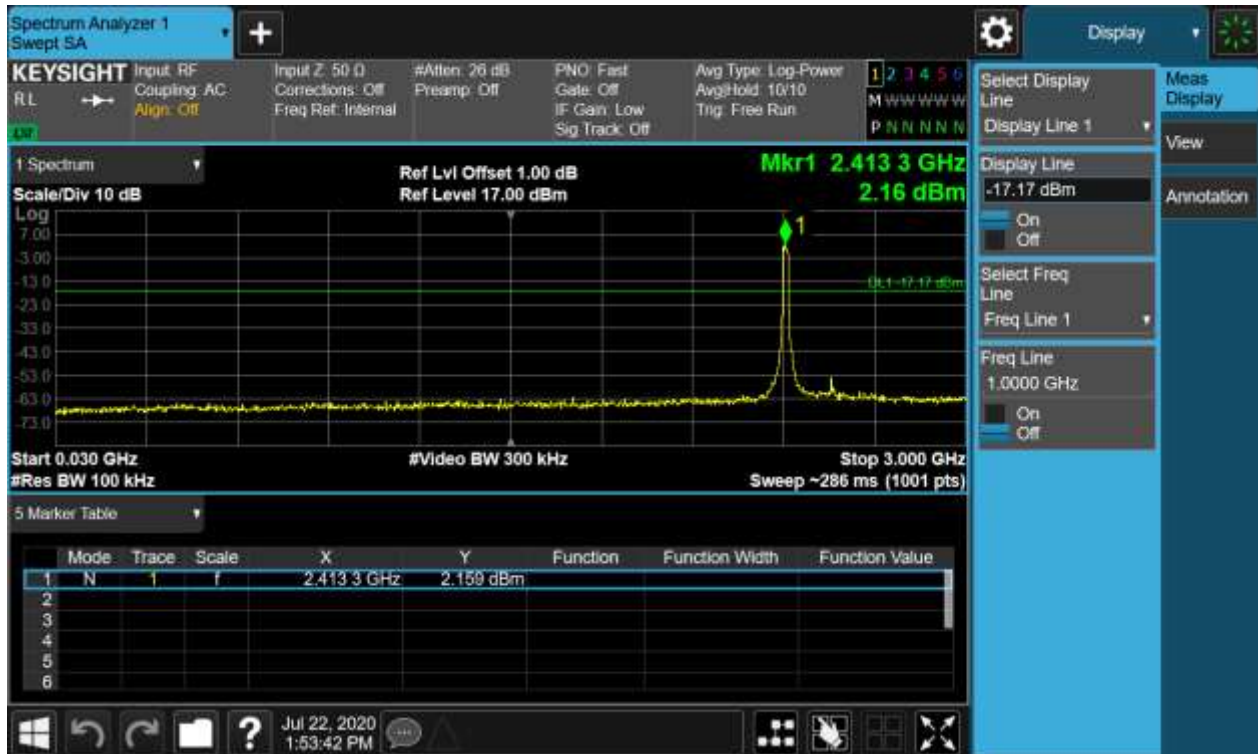 Spectrum Analyzer 1
Swept SA
+
Display
KEYSIGHT
RL
Input: RF
Coupling: AC
Align: Off
Input Z: 50 Ω
Corrections: Off
Freq Ref: Internal
#Atten: 26 dB
Preamp: Off
PNO: Fast
Gate: Off
IF Gain: Low
Sig Track: Off
Avg Type: Log-Power
Avg|Hold: 10/10
Trig: Free Run
1 2 3 4 5 6
M W W W W W
P N N N N N
1 Spectrum
Scale/Div 10 dB
Ref Lvl Offset 1.00 dB
Ref Level 17.00 dBm
Mkr1 2.413 3 GHz
2.16 dBm
Log
7.00
-3.00
-13.0
-23.0
-33.0
-43.0
-53.0
-63.0
-73.0
1
DL1 -17.17 dBm
Start 0.030 GHz
#Video BW 300 kHz
Stop 3.000 GHz
#Res BW 100 kHz
Sweep ~286 ms (1001 pts)
5 Marker Table
Mode Trace Scale X Y Function Function Width Function Value
1 N 1 f 2.413 3 GHz 2.159 dBm
2
3
4
5
6
Select Display
Line
Display Line 1
Display Line
-17.17 dBm
On
Off
Select Freq
Line
Freq Line 1
Freq Line
1.0000 GHz
On
Off
Meas
Display
View
Annotation
?
Jul 22, 2020
1:53:42 PM